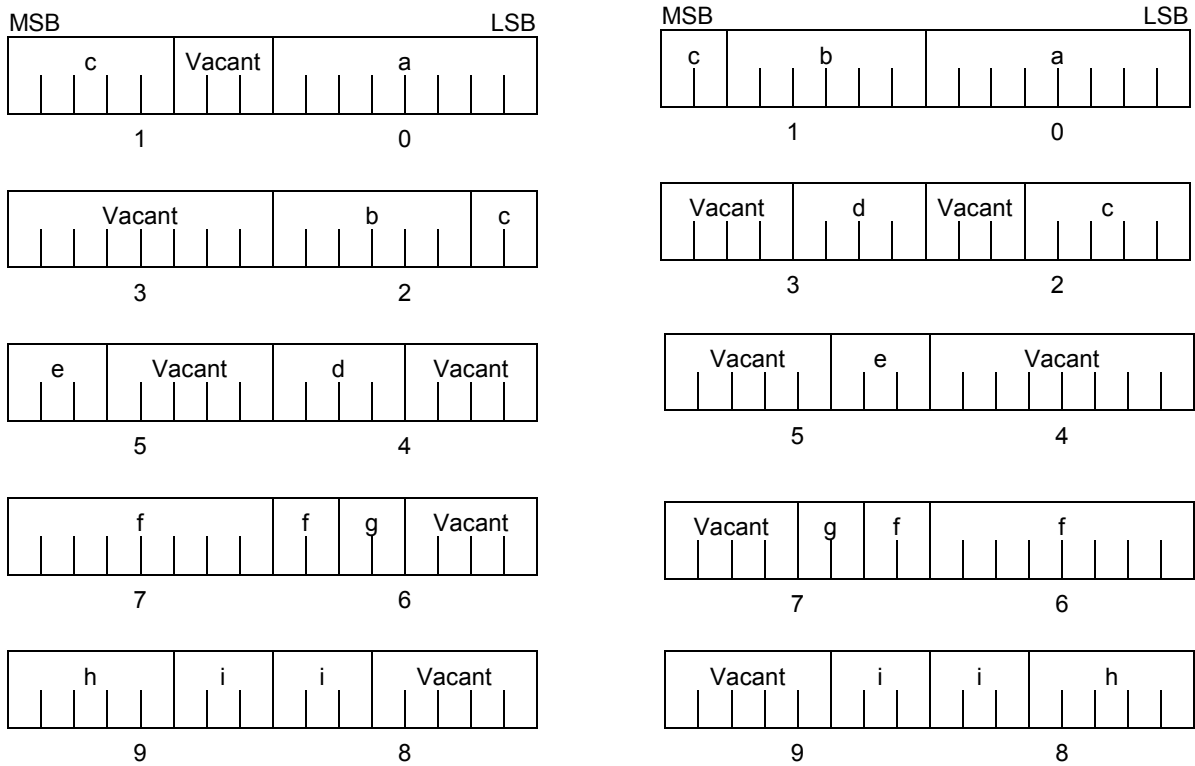 MSB LSB
c Vacant a
1 0
Vacant b c
3 2
e Vacant d Vacant
5 4
f f g Vacant
7 6
h i i Vacant
9 8
MSB LSB
c b a
1 0
Vacant d Vacant c
3 2
Vacant e Vacant
5 4
Vacant g f f
7 6
Vacant i i h
9 8